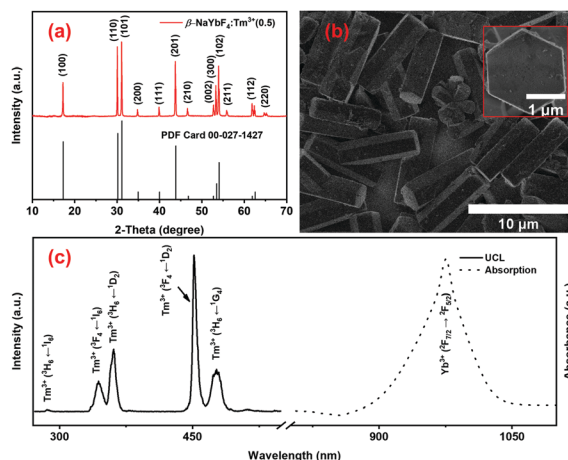 (a)
β-NaYbF₄:Tm³⁺(0.5)
(100)
(110)
(101)
(200)
(111)
(201)
(210)
(002)
(300)
(102)
(211)
(112)
(220)
PDF Card 00-027-1427
Intensity (a.u.)
10 20 30 40 50 60 70
2-Theta (degree)
(b)
1 μm
10 μm
(c)
UCL
Absorption
Tm³⁺ (³H₆ ←¹I₆)
Tm³⁺ (³F₄ ←¹I₆)
Tm³⁺ (³H₆ ←¹D₂)
Tm³⁺ (³F₄ ←¹D₂)
Tm³⁺ (³H₆ ←¹G₄)
Yb³⁺ (²F₇/₂ → ²F₅/₂)
Intensity (a.u.)
300 450 900 1050
Wavelength (nm)